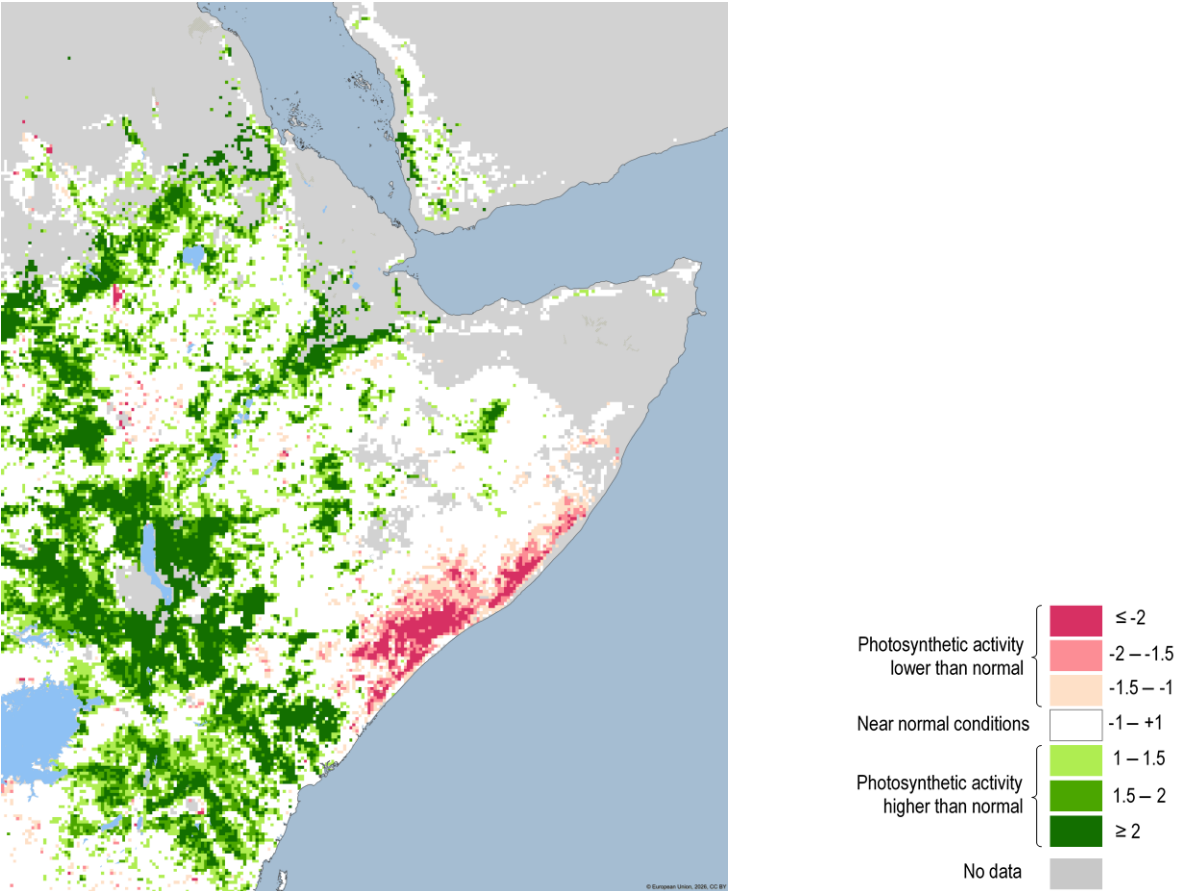 ≤ -2
Photosynthetic activity
lower than normal
-2 – -1.5
-1.5 – -1
Near normal conditions
-1 – +1
1 – 1.5
Photosynthetic activity
higher than normal
1.5 – 2
≥ 2
No data
© European Union, 2026, CC BY